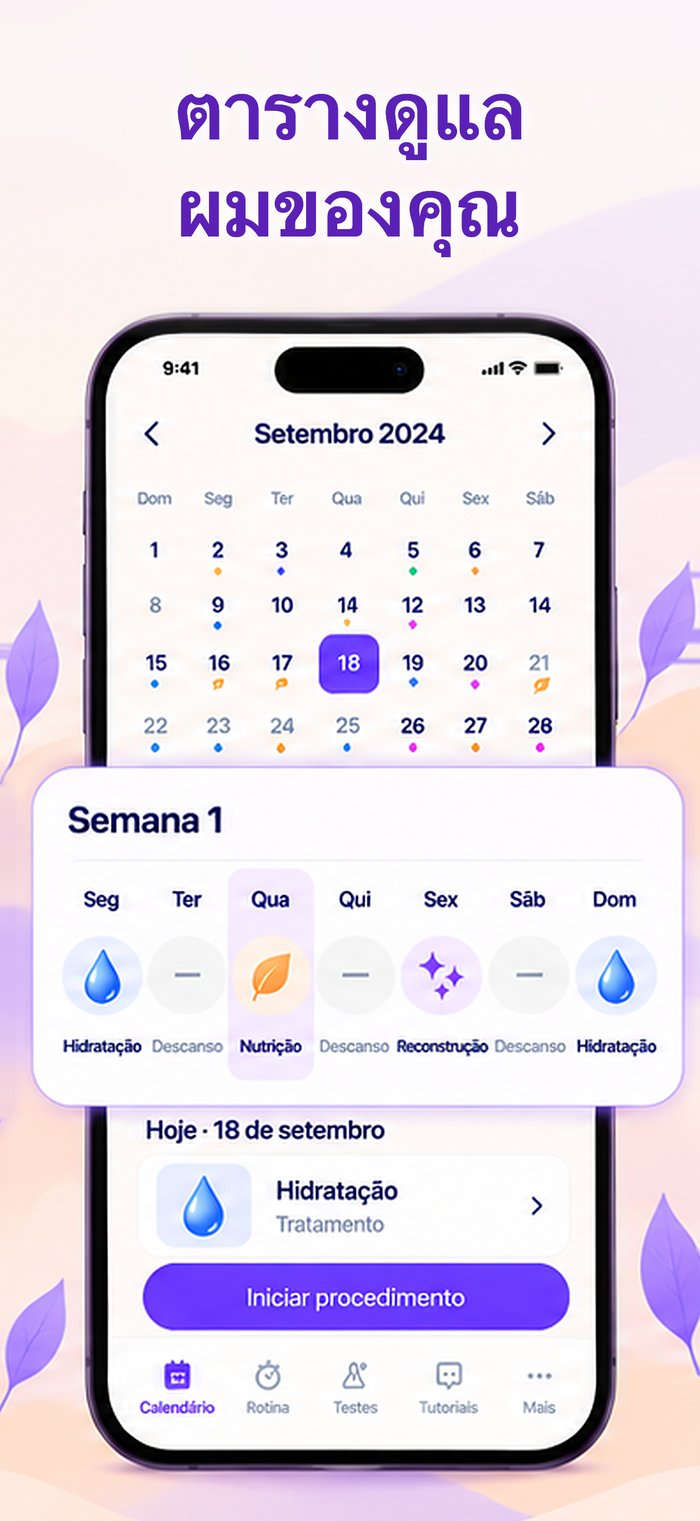 ตารางดูแล
ผมของคุณ
9:41
Setembro 2024
Dom Seg Ter Qua Qui Sex Sáb
1 2 3 4 5 6 7
8 9 10 14 12 13 14
15 16 17 18 19 20 21
22 23 24 25 26 27 28
Semana 1
Seg Ter Qua Qui Sex Sāb Dom
Hidratação Descanso Nutrição Descanso Reconstrução Descanso Hidratação
Hoje · 18 de setembro
Hidratação
Tratamento
Iniciar procedimento
Calendário Rotina Testes Tutoriais Mais